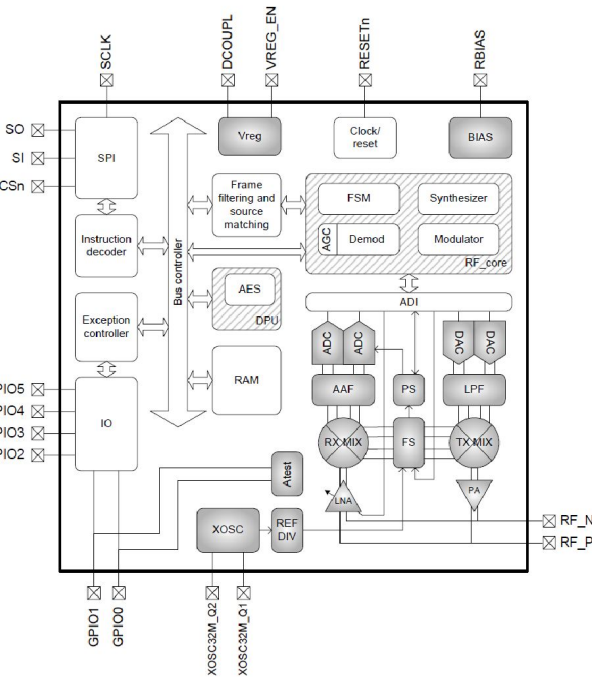 SCLK
DCOUPL
VREG_EN
RESETn
RBIAS
SO
SI
CSn
SPI
Vreg
Clock/
reset
BIAS
Instruction
decoder
Bus controller
Frame
filtering and
source
matching
FSM
Synthesizer
AGC
Demod
Modulator
RF_core
Exception
controller
AES
DPU
ADI
ADC
ADC
DAC
DAC
RAM
AAF
PS
LPF
PIO5
PIO4
PIO3
PIO2
IO
RX MIX
FS
TX MIX
Atest
LNA
PA
XOSC
REF
DIV
RF_N
RF_P
GPIO1
GPIO0
XOSC32M_Q2
XOSC32M_Q1